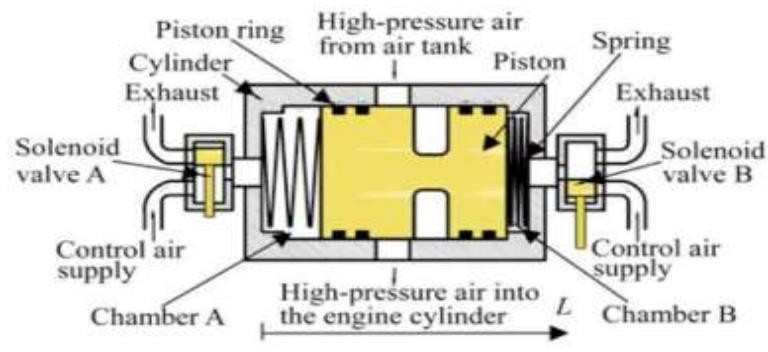 Piston ring
High-pressure air
from air tank
Spring
Cylinder
Piston
Exhaust
Exhaust
Solenoid
valve A
Solenoid
valve B
Control air
supply
Control air
supply
High-pressure air into
the engine cylinder
L
Chamber A
Chamber B